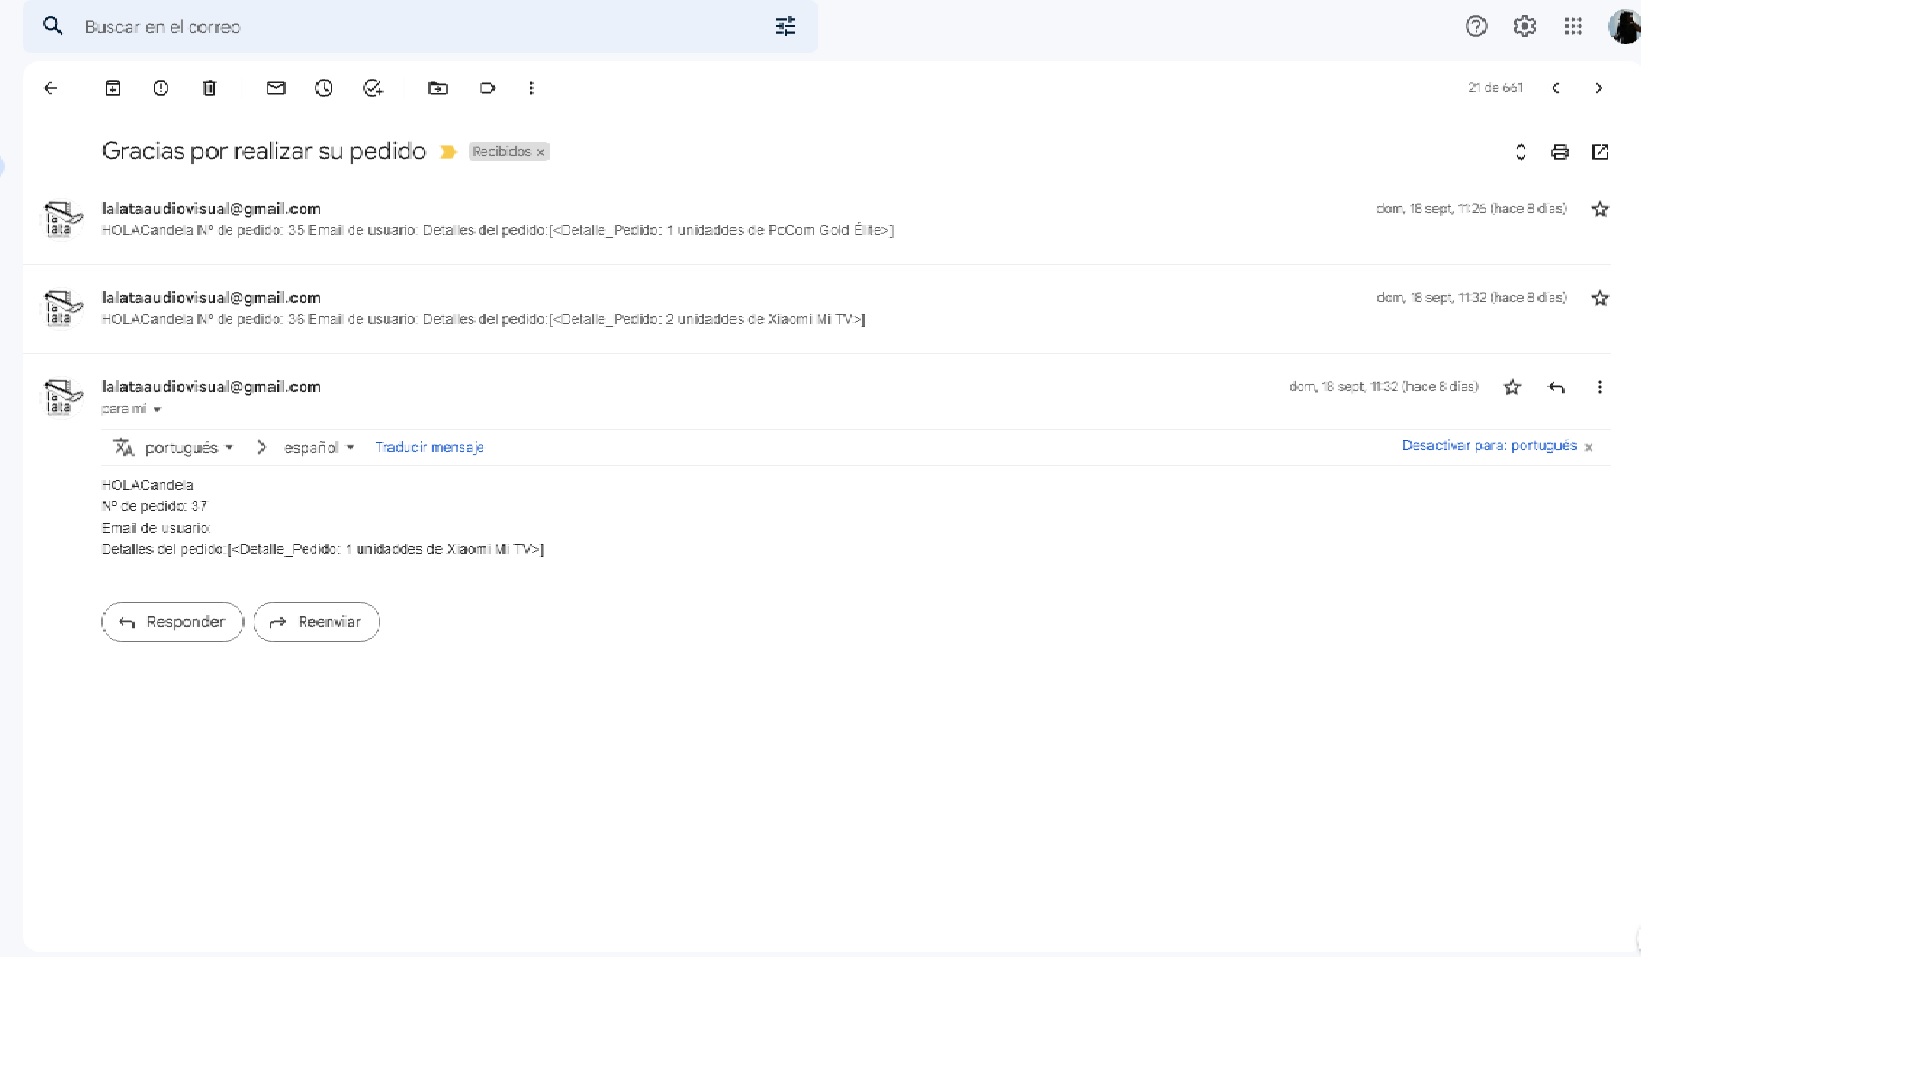 Buscar en el correo
21 de 661
Gracias por realizar su pedido
Recibidos x
la
lata
lalataaudiovisual@gmail.com
dom, 18 sept, 11:26 (hace 8 días)
HOLACandela Nº de pedido: 35 Email de usuario: Detalles del pedido:[<Detalle_Pedido: 1 unidaddes de PcCom Gold Élite>]
la
lata
lalataaudiovisual@gmail.com
dom, 18 sept, 11:32 (hace 8 días)
HOLACandela Nº de pedido: 36 Email de usuario: Detalles del pedido:[<Detalle_Pedido: 2 unidaddes de Xiaomi Mi TV>]
la
lata
lalataaudiovisual@gmail.com
dom, 18 sept, 11:32 (hace 8 días)
para mí
portugués
español
Traducir mensaje
Desactivar para: portugués x
HOLACandela
Nº de pedido: 37
Email de usuario:
Detalles del pedido:[<Detalle_Pedido: 1 unidaddes de Xiaomi Mi TV>]
Responder
Reenviar